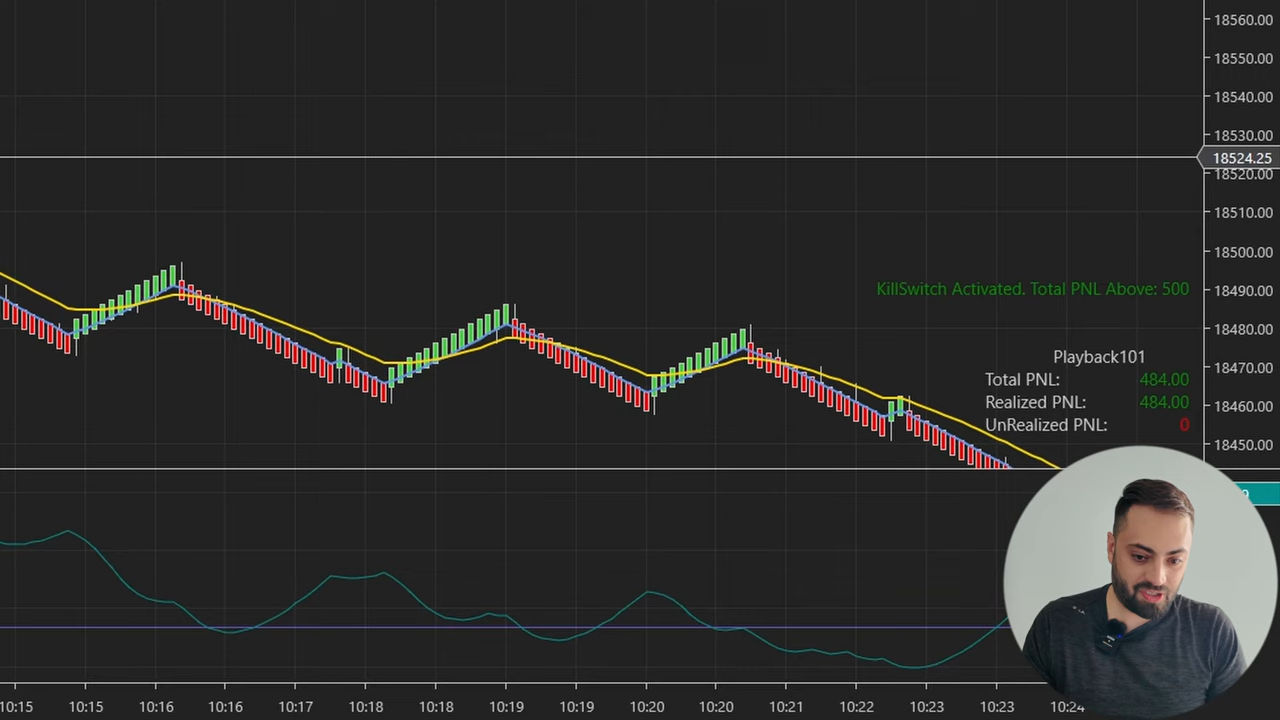 18560.00
18550.00
18540.00
18530.00
18524.25
18520.00
18510.00
18500.00
KillSwitch Activated. Total PNL Above: 500
18490.00
18480.00
Playback101
18470.00
Total PNL: 484.00
Realized PNL: 484.00
18460.00
UnRealized PNL: 0
18450.00
10:15 10:15 10:16 10:16 10:17 10:18 10:18 10:19 10:19 10:20 10:20 10:21 10:22 10:23 10:23 10:24